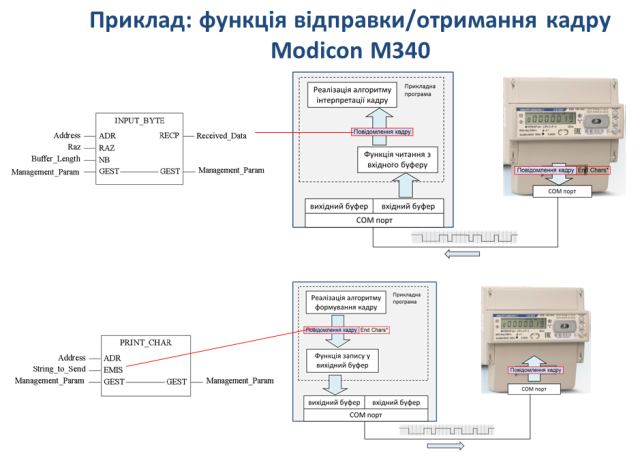 Приклад: функція відправки/отримання кадру
Modicon M340
INPUT_BYTE
Address ADR RECP Received_Data
Raz RAZ
Buffer_Length NB
Management_Param GEST GEST Management_Param
Реалізація алгоритму
інтерпретації кадру
Прикладна
програма
Повідомлення кадру
Функція читання з
вхідного буферу
вихідний буфер вхідний буфер
COM порт
Повідомлення кадру End Chars*
COM порт
PRINT_CHAR
Address ADR
String_to_Send EMIS
Management_Param GEST GEST Management_Param
Реалізація алгоритму
формування кадру
Прикладна
програма
Повідомлення кадру End Chars*
Функція запису у
вихідний буфер
вихідний буфер вхідний буфер
COM порт
Повідомлення кадру
COM порт